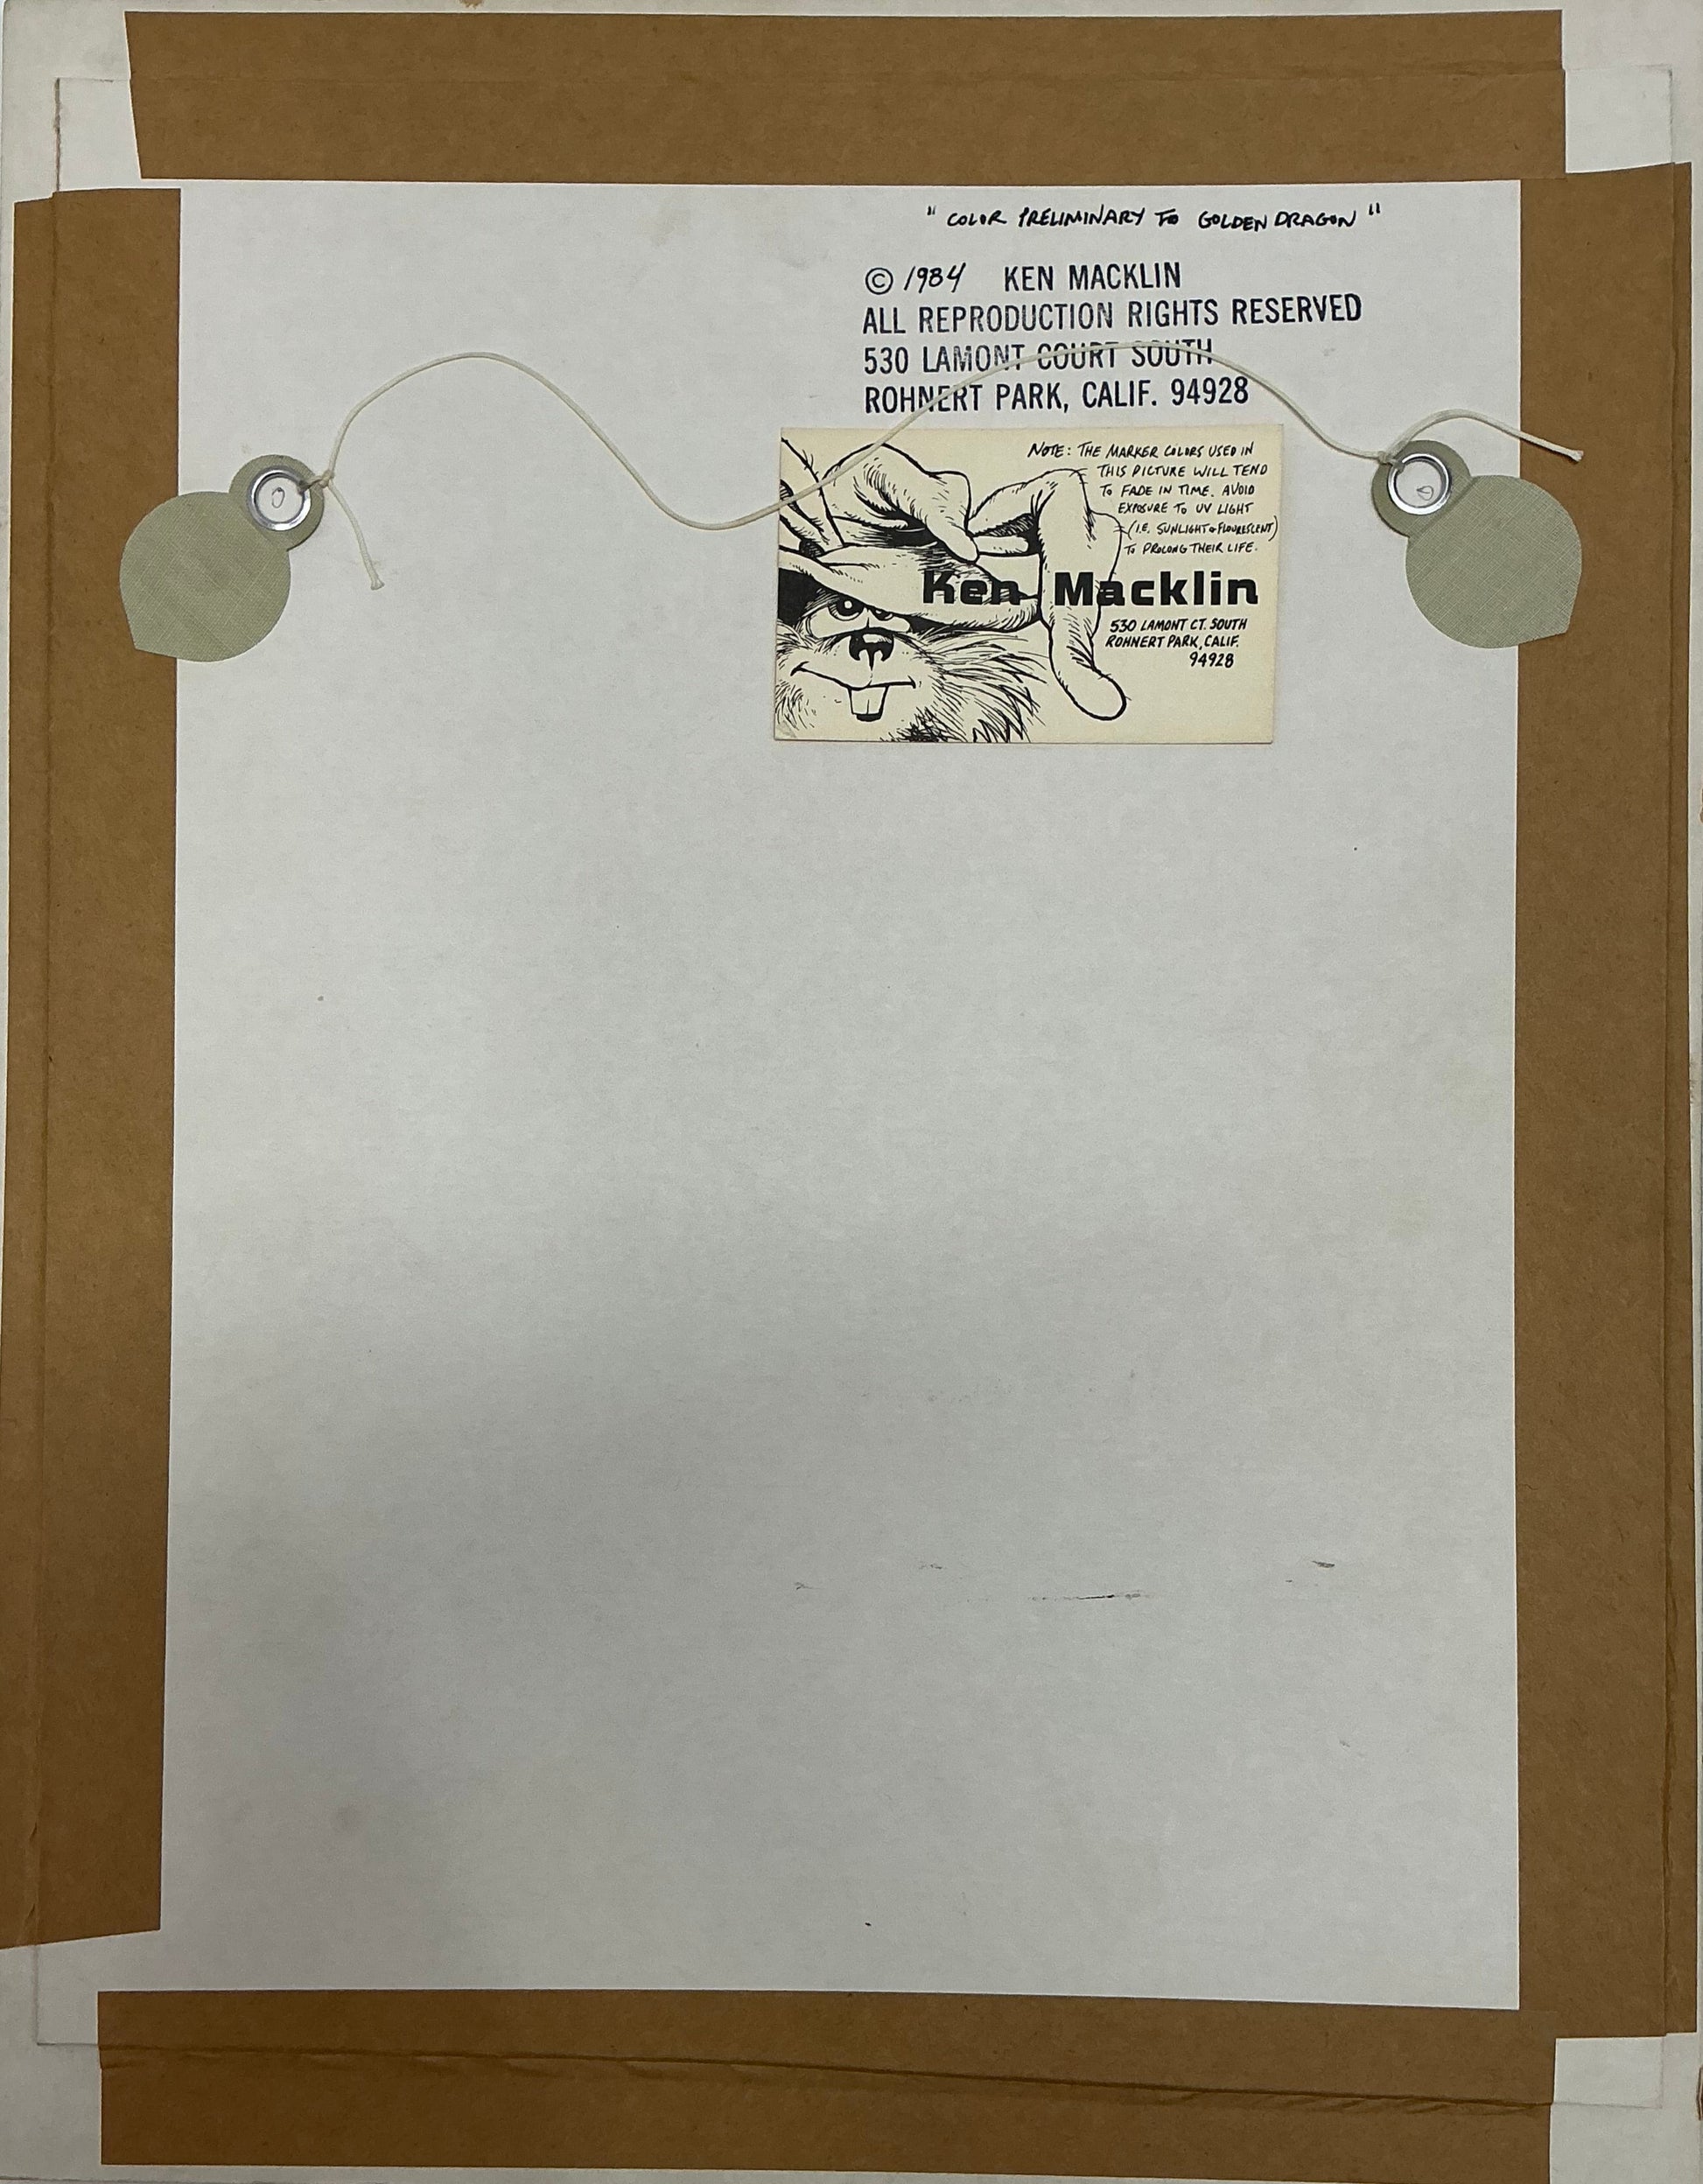 " COLOR PRELIMINARY TO GOLDEN DRAGON "
© 1984 KEN MACKLIN
ALL REPRODUCTION RIGHTS RESERVED
530 LAMONT COURT SOUTH
ROHNERT PARK, CALIF. 94928
NOTE: THE MARKER COLORS USED IN
THIS PICTURE WILL TEND
TO FADE IN TIME. AVOID
EXPOSURE TO UV LIGHT
(I.E. SUNLIGHT & FLOURESCENT)
TO PROLONG THEIR LIFE.
Ken Macklin
530 LAMONT CT. SOUTH
ROHNERT PARK, CALIF.
94928